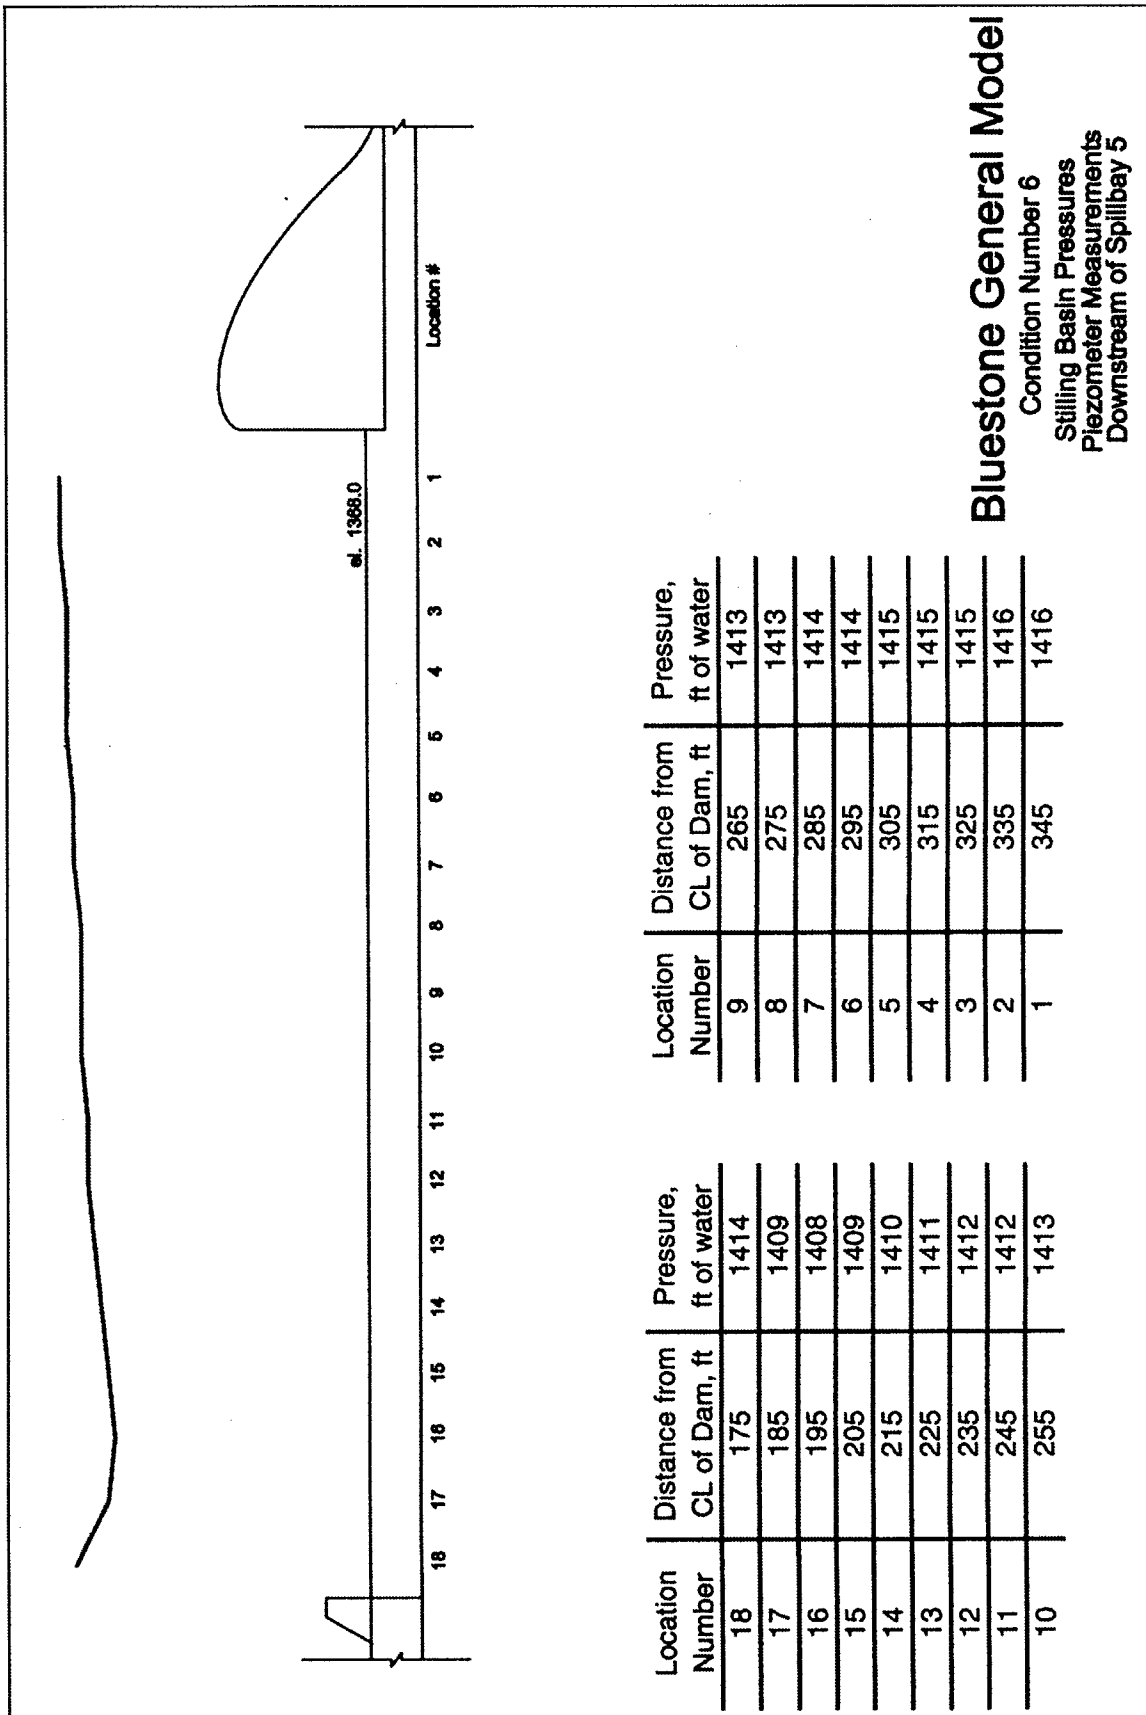 el. 1368.0
18 17 16 15 14 13 12 11 10 9 8 7 6 5 4 3 2 1 Location #
Location Number | Distance from CL of Dam, ft | Pressure, ft of water
18 175 1414
17 185 1409
16 195 1408
15 205 1409
14 215 1410
13 225 1411
12 235 1412
11 245 1412
10 255 1413
Location Number | Distance from CL of Dam, ft | Pressure, ft of water
9 265 1413
8 275 1413
7 285 1414
6 295 1414
5 305 1415
4 315 1415
3 325 1415
2 335 1416
1 345 1416
Bluestone General Model
Condition Number 6
Stilling Basin Pressures
Piezometer Measurements
Downstream of Spillbay 5